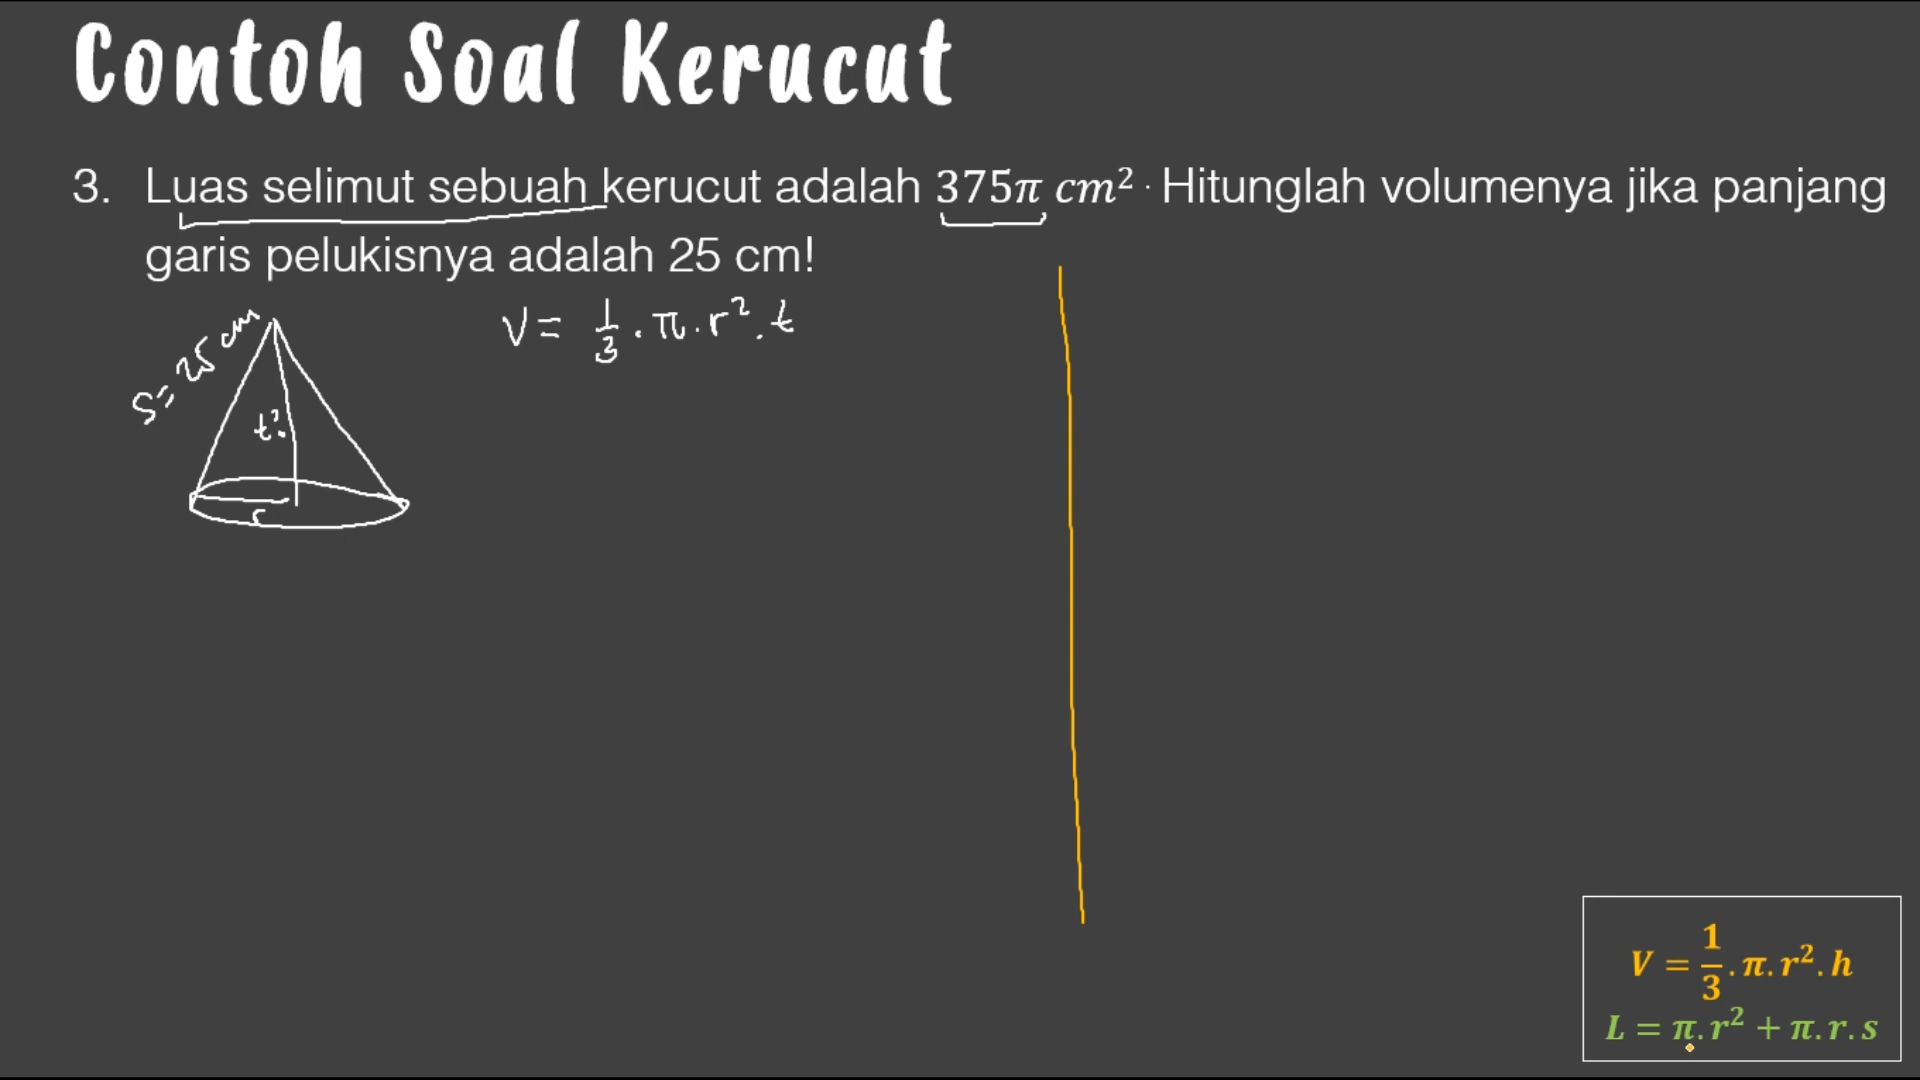 Contoh Soal Kerucut
3. Luas selimut sebuah kerucut adalah 375π cm². Hitunglah volumenya jika panjang
garis pelukisnya adalah 25 cm!
V = 1/3 . π . r² . t
s = 25 cm
t?
r
V = 1/3 . π. r². h
L = π. r² + π. r. s